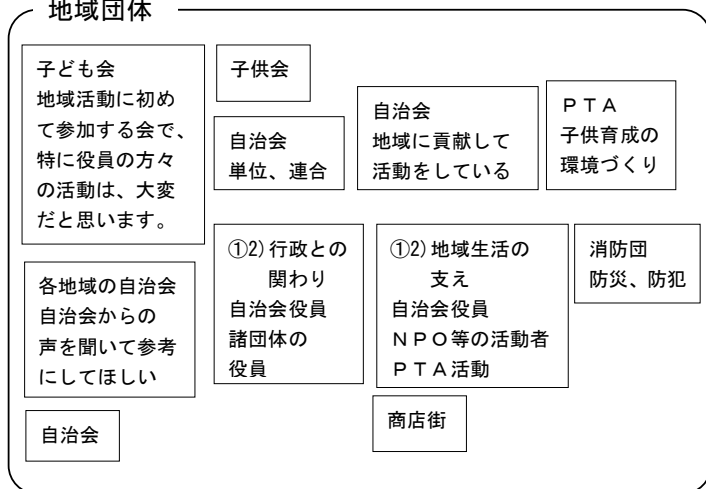 地域団体
子ども会
地域活動に初め
て参加する会で、
特に役員の方々
の活動は、大変
だと思います。
子供会
自治会
単位、連合
自治会
地域に貢献して
活動をしている
ＰＴＡ
子供育成の
環境づくり
各地域の自治会
自治会からの
声を聞いて参考
にしてほしい
①2)行政との
関わり
自治会役員
諸団体の
役員
①2)地域生活の
支え
自治会役員
ＮＰＯ等の活動者
ＰＴＡ活動
消防団
防災、防犯
自治会
商店街